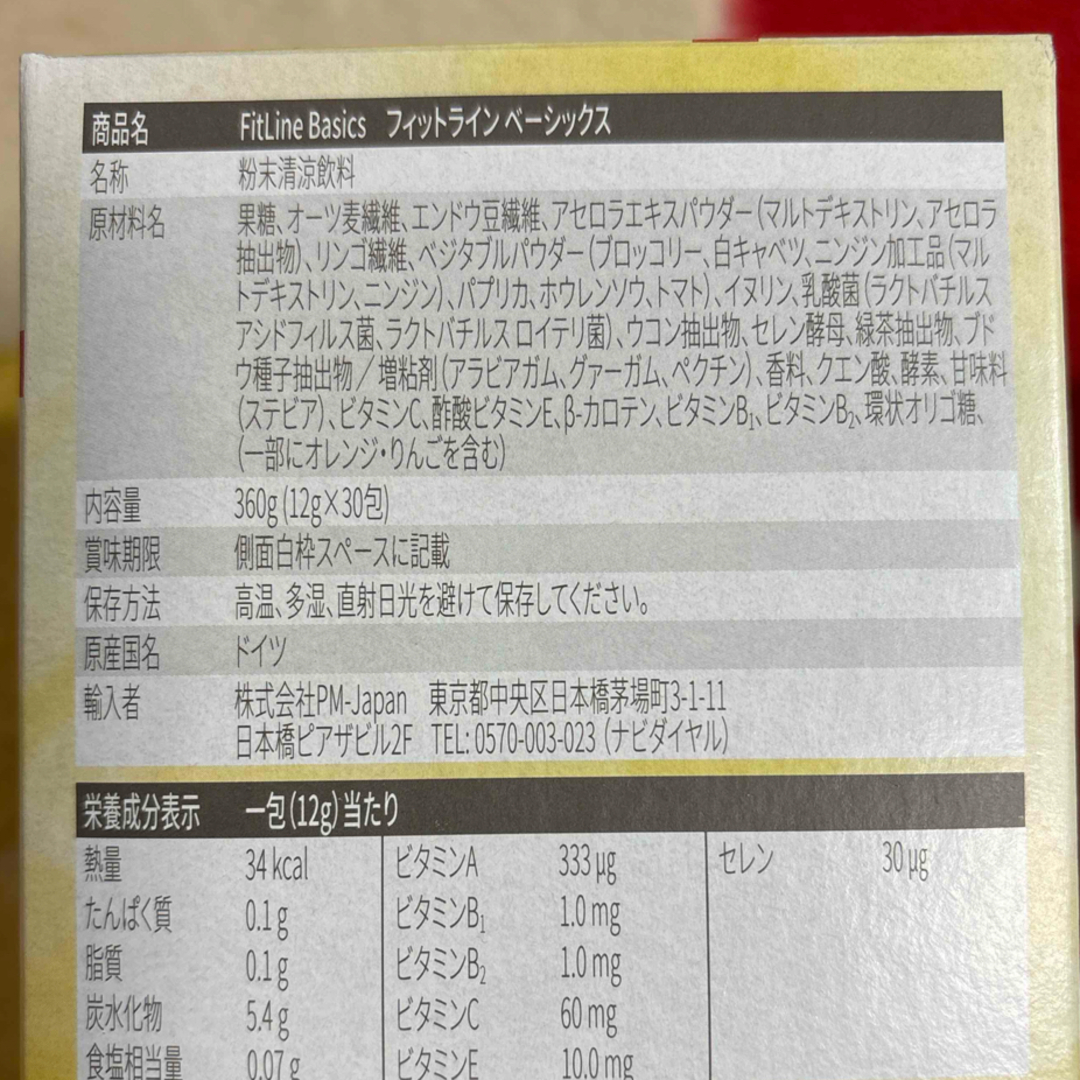 商品名 FitLine Basics フィットライン ベーシックス
名称 粉末清涼飲料
原材料名 果糖、オーツ麦繊維、エンドウ豆繊維、アセロラエキスパウダー(マルトデキストリン、アセロラ
抽出物)、リンゴ繊維、ベジタブルパウダー(ブロッコリー、白キャベツ、ニンジン加工品(マル
トデキストリン、ニンジン)、パプリカ、ホウレンソウ、トマト)、イヌリン、乳酸菌(ラクトバチルス
アシドフィルス菌、ラクトバチルス ロイテリ菌)、ウコン抽出物、セレン酵母、緑茶抽出物、ブド
ウ種子抽出物／増粘剤(アラビアガム、グァーガム、ペクチン)、香料、クエン酸、酵素、甘味料
(ステビア)、ビタミンC、酢酸ビタミンE、β-カロテン、ビタミンB₁、ビタミンB₂、環状オリゴ糖、
(一部にオレンジ・りんごを含む)
内容量 360g (12g×30包)
賞味期限 側面白枠スペースに記載
保存方法 高温、多湿、直射日光を避けて保存してください。
原産国名 ドイツ
輸入者 株式会社PM-Japan 東京都中央区日本橋茅場町3-1-11
日本橋ピアザビル2F TEL: 0570-003-023 (ナビダイヤル)
栄養成分表示 一包(12g)当たり
熱量 34 kcal ビタミンA 333 μg セレン 30 μg
たんぱく質 0.1 g ビタミンB₁ 1.0 mg
脂質 0.1 g ビタミンB₂ 1.0 mg
炭水化物 5.4 g ビタミンC 60 mg
食塩相当量 0.07 g ビタミンE 10.0 mg